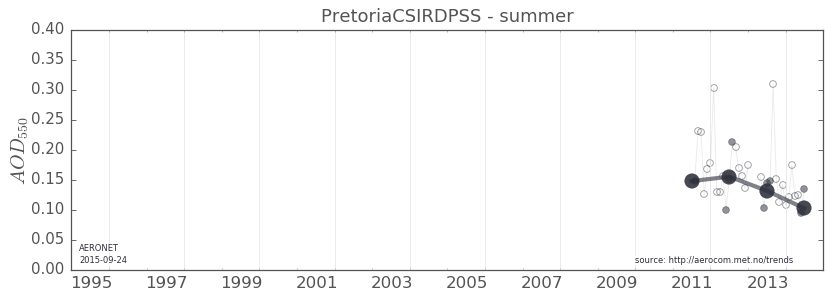 PretoriaCSIRDPSS - summer
0.40
0.35
0.30
0.25
0.20
0.15
0.10
0.05
0.00
AOD550
AERONET
2015-09-24
source: http://aerocom.met.no/trends
1995 1997 1999 2001 2003 2005 2007 2009 2011 2013